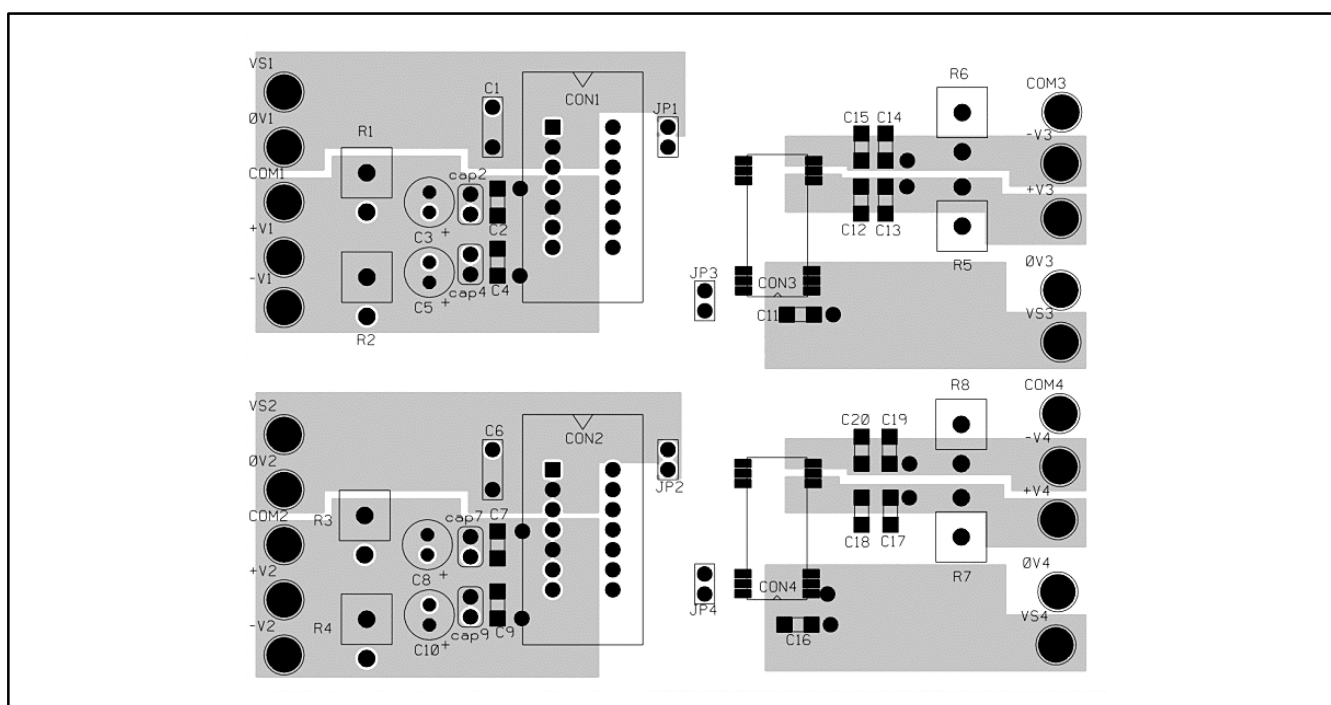 VS1
ØV1
COM1
+V1
-V1
R1
R2
C1
CON1
JP1
cap2
C2
C3
+
cap4
C4
C5
+
R6
COM3
-V3
+V3
C15 C14
C12 C13
R5
JP3
CON3
C11
ØV3
VS3
VS2
ØV2
COM2
+V2
-V2
R3
R4
C6
CON2
JP2
cap7
C7
C8
+
cap9
C9
C10
+
R8
COM4
-V4
+V4
C20 C19
C18 C17
R7
JP4
CON4
C16
ØV4
VS4